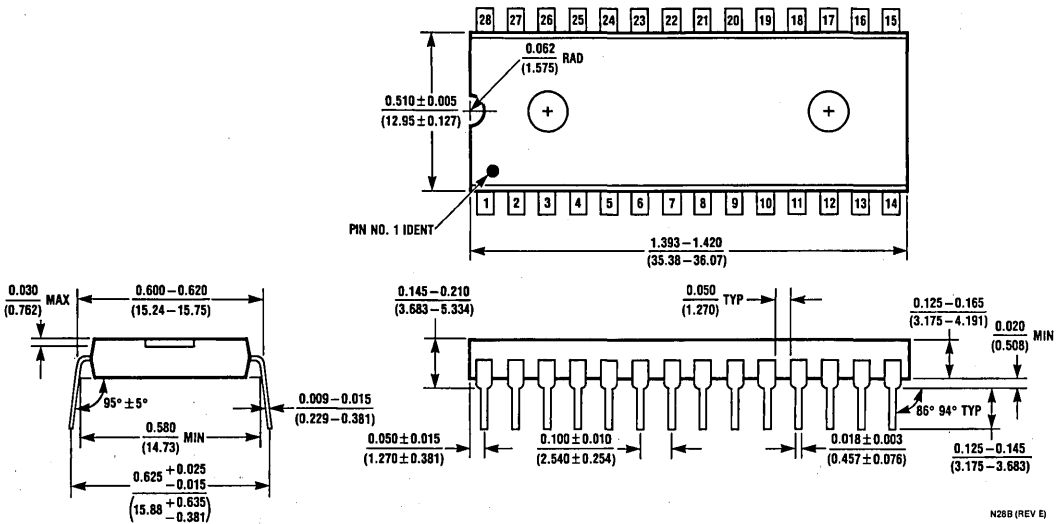 28 27 26 25 24 23 22 21 20 19 18 17 16 15
0.062
(1.575)
RAD
0.510 ± 0.005
(12.95 ± 0.127)
PIN NO. 1 IDENT
1 2 3 4 5 6 7 8 9 10 11 12 13 14
1.393 – 1.420
(35.38 – 36.07)
0.030
(0.762)
MAX
0.600 – 0.620
(15.24 – 15.75)
95° ± 5°
0.009 – 0.015
(0.229 – 0.381)
0.580
(14.73)
MIN
0.625 + 0.025
– 0.015
(15.88 + 0.635
– 0.381)
0.145 – 0.210
(3.683 – 5.334)
0.050
(1.270)
TYP
0.125 – 0.165
(3.175 – 4.191)
0.020
(0.508)
MIN
86° 94° TYP
0.050 ± 0.015
(1.270 ± 0.381)
0.100 ± 0.010
(2.540 ± 0.254)
0.018 ± 0.003
(0.457 ± 0.076)
0.125 – 0.145
(3.175 – 3.683)
N28B (REV E)